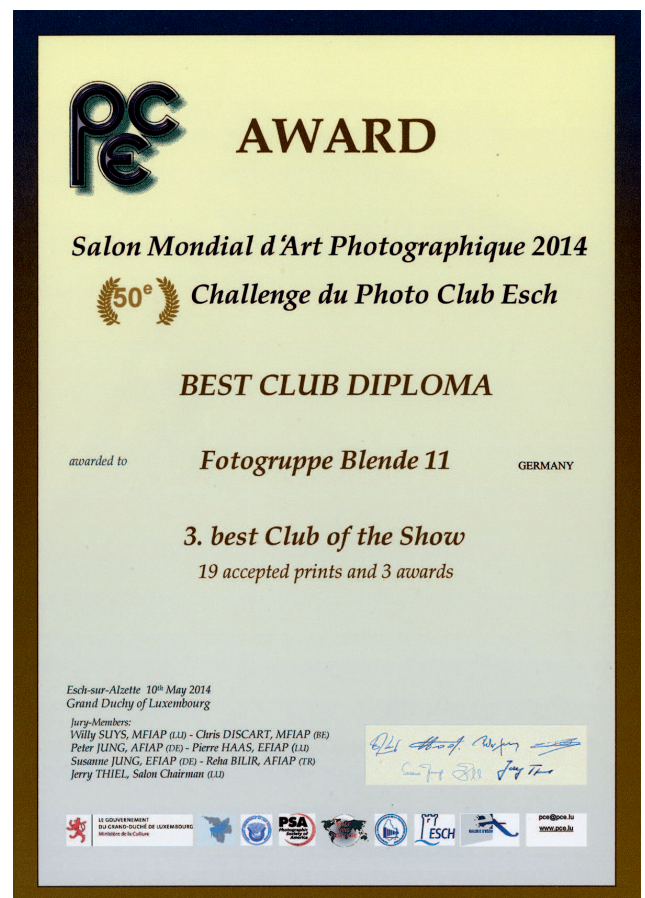 PCE
AWARD
Salon Mondial d'Art Photographique 2014
50e Challenge du Photo Club Esch
BEST CLUB DIPLOMA
awarded to Fotogruppe Blende 11 GERMANY
3. best Club of the Show
19 accepted prints and 3 awards
Esch-sur-Alzette 10th May 2014
Grand Duchy of Luxembourg
Jury-Members:
Willy SUYS, MFIAP (LU) - Chris DISCART, MFIAP (BE)
Peter JUNG, AFIAP (DE) - Pierre HAAS, EFIAP (LU)
Susanne JUNG, EFIAP (DE) - Reha BILIR, AFIAP (TR)
Jerry THIEL, Salon Chairman (LU)
LE GOUVERNEMENT
DU GRAND-DUCHÉ DE LUXEMBOURG
Ministère de la Culture
PSA
Photographic
Society of
America
ESCH
pce@pce.lu
www.pce.lu